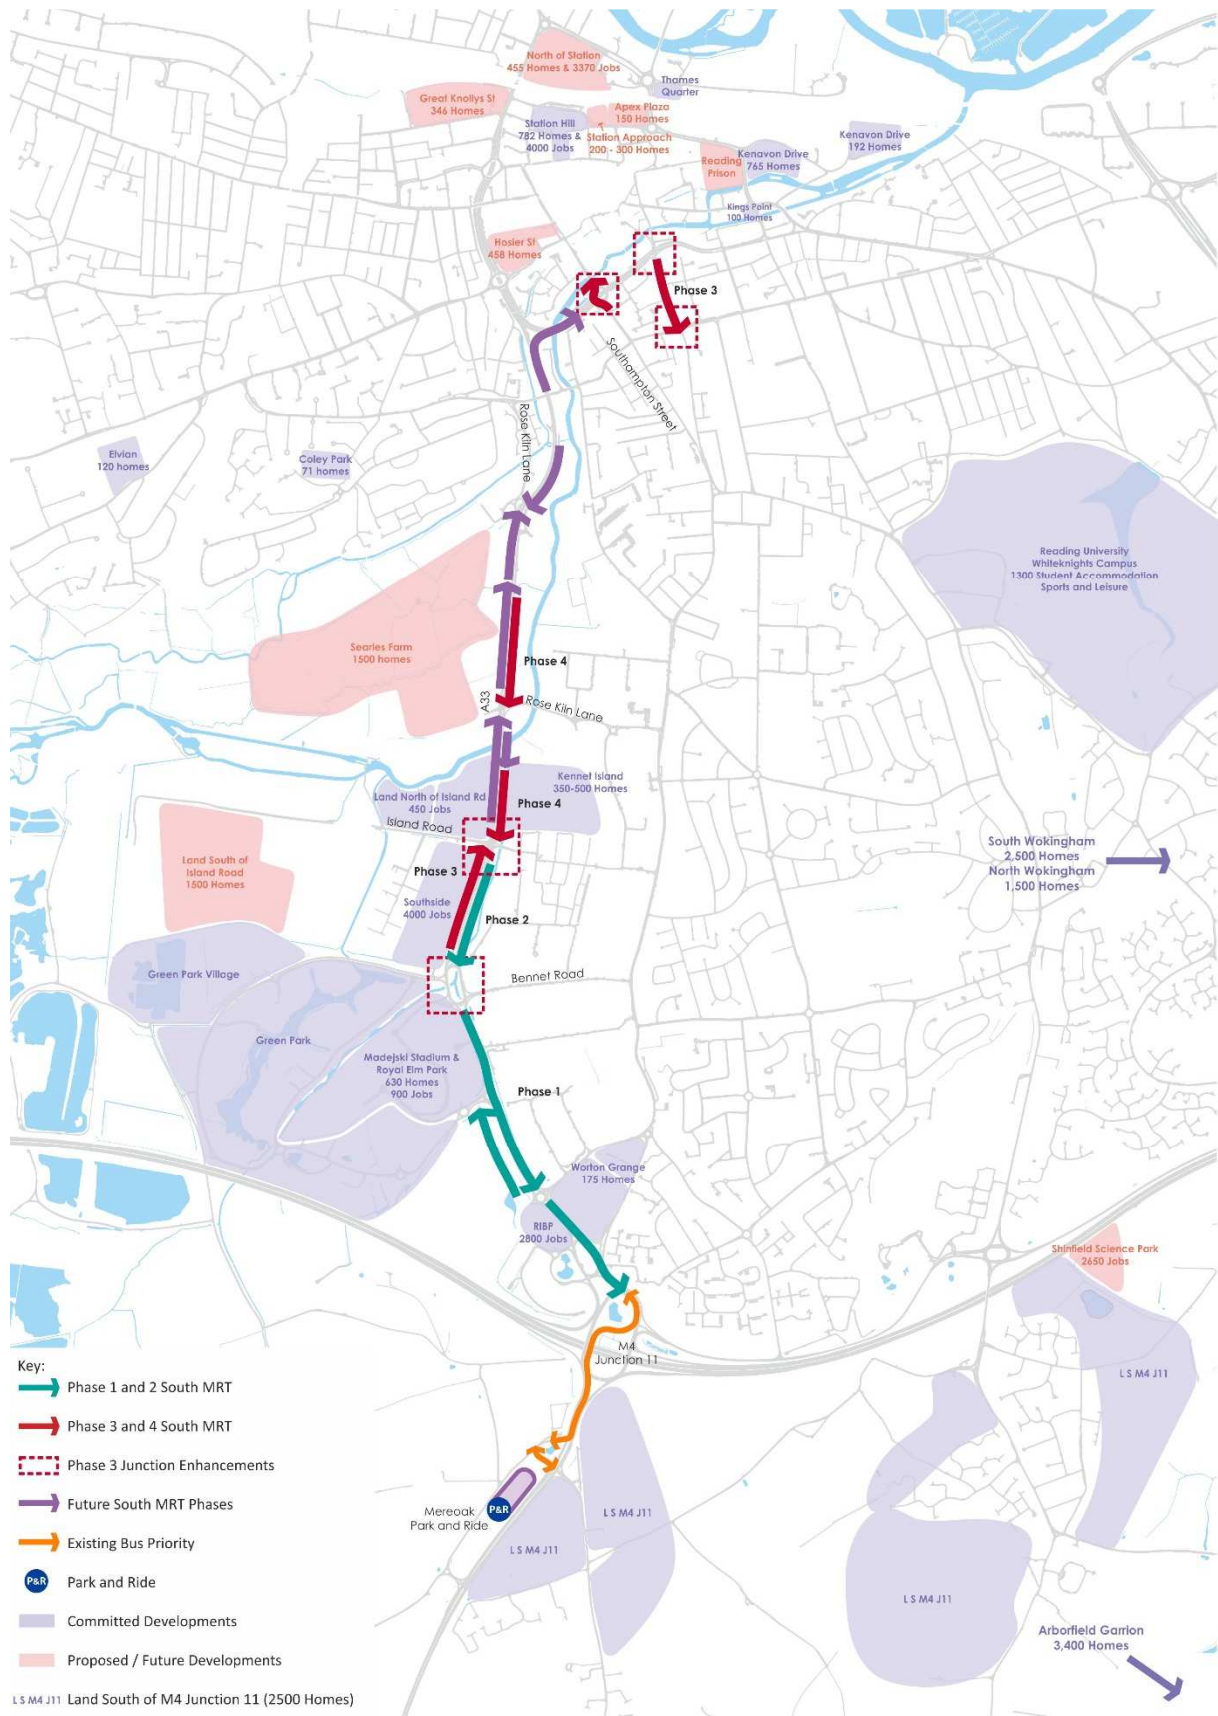 North of Station
455 Homes & 3370 Jobs
Thames
Quarter
Great Knollys St
346 Homes
Apex Plaza
150 Homes
Station Hill
782 Homes &
4000 Jobs
Station Approach
200 - 300 Homes
Kenavon Drive
192 Homes
Reading
Prison
Kenavon Drive
765 Homes
Kings Point
100 Homes
Hosier St
458 Homes
Phase 3
Southampton Street
Rose Kiln Lane
Elvian
120 homes
Coley Park
71 homes
Reading University
Whiteknights Campus
1300 Student Accommodation
Sports and Leisure
Searles Farm
1500 homes
Phase 4
A33
Rose Kiln Lane
Kennet Island
350-500 Homes
Land North of Island Rd
450 Jobs
Phase 4
Island Road
Land South of
Island Road
1500 Homes
Phase 3
South Wokingham
2,500 Homes
North Wokingham
1,500 Homes
Southside
4000 Jobs
Phase 2
Green Park Village
Bennet Road
Green Park
Madejski Stadium &
Royal Elm Park
630 Homes
900 Jobs
Phase 1
Worton Grange
175 Homes
RIBP
2800 Jobs
Shinfield Science Park
2650 Jobs
M4
Junction 11
L S M4 J11
Mereoak
Park and Ride
P&R
L S M4 J11
L S M4 J11
L S M4 J11
Arborfield Garrion
3,400 Homes
Key:
Phase 1 and 2 South MRT
Phase 3 and 4 South MRT
Phase 3 Junction Enhancements
Future South MRT Phases
Existing Bus Priority
P&R Park and Ride
Committed Developments
Proposed / Future Developments
L S M4 J11 Land South of M4 Junction 11 (2500 Homes)